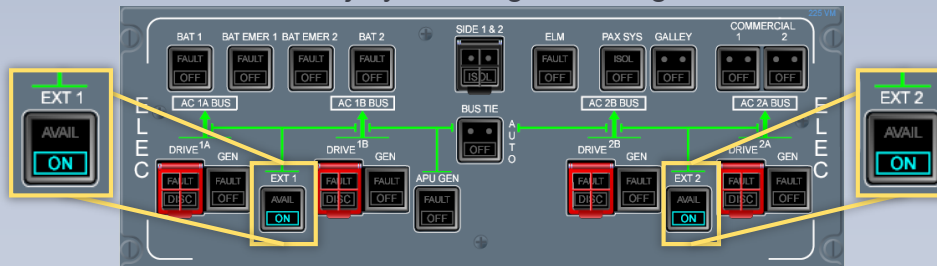 225 VM
BAT 1 BAT EMER 1 BAT EMER 2 BAT 2 SIDE 1 & 2 ELM PAX SYS GALLEY COMMERCIAL
1 2
FAULT FAULT FAULT FAULT FAULT ISOL
OFF OFF OFF OFF ISOL OFF OFF OFF OFF OFF
EXT 1 AC 1A BUS AC 1B BUS BUS TIE AC 2B BUS AC 2A BUS EXT 2
ELEC AUTO ELEC
AVAIL OFF AVAIL
ON ON
DRIVE 1A GEN DRIVE 1B GEN DRIVE 2B GEN DRIVE 2A GEN
EXT 1 APU GEN EXT 2
FAULT FAULT AVAIL FAULT FAULT FAULT FAULT FAULT AVAIL FAULT FAULT
DISC OFF ON DISC OFF OFF DISC OFF ON DISC OFF